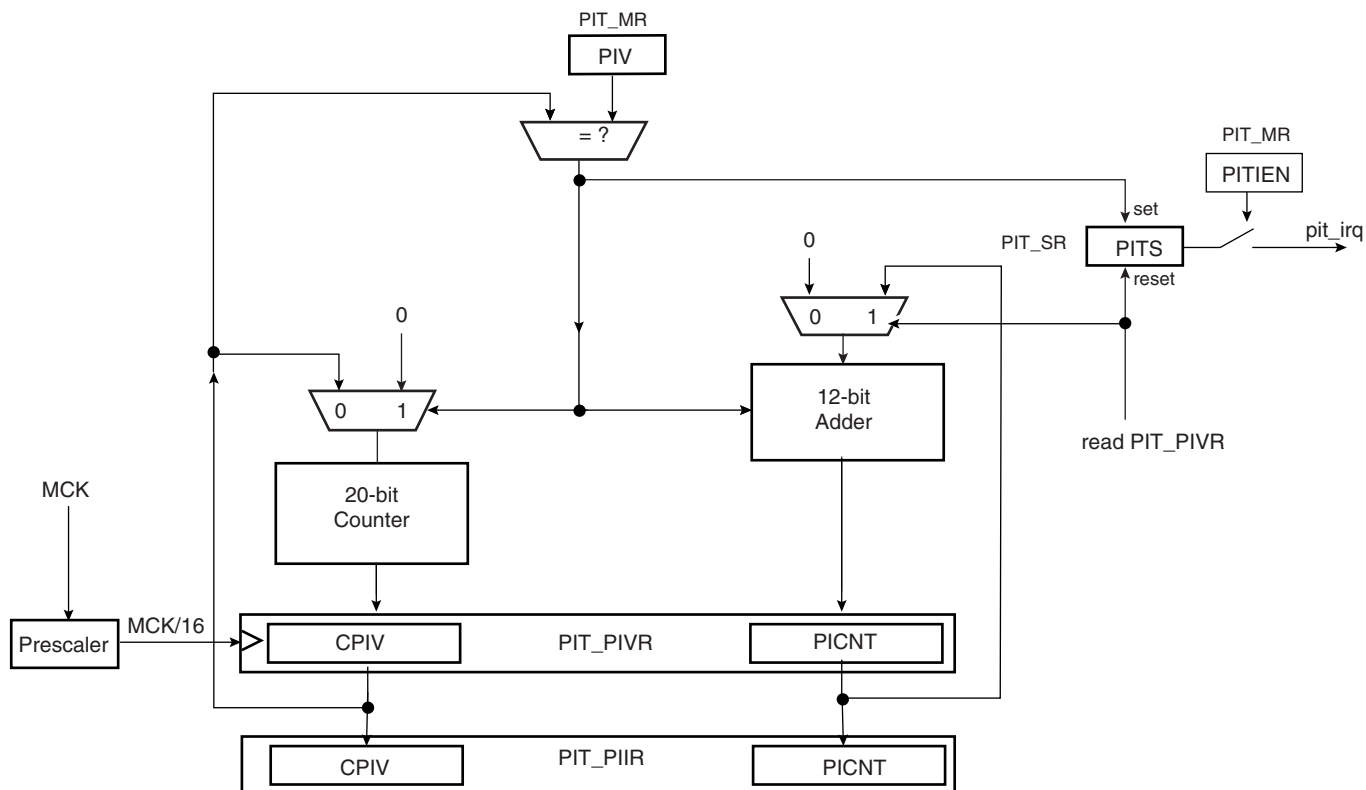 PIT_MR
PIV
= ?
PIT_MR
PITIEN
set
PIT_SR
PITS
pit_irq
reset
0
0 1
0
0 1
12-bit
Adder
read PIT_PIVR
MCK
20-bit
Counter
Prescaler
MCK/16
CPIV
PIT_PIVR
PICNT
CPIV
PIT_PIIR
PICNT